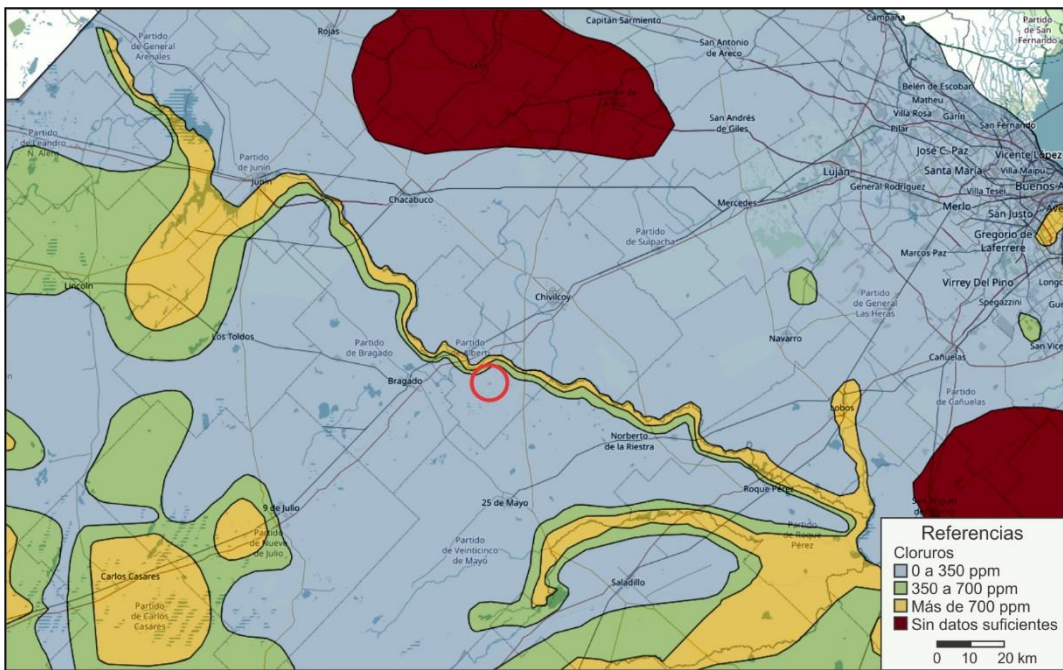 Partido
de General
Arenales
Rojas
Capitán Sarmiento
Campana
Partido
de San
Fernando
San Antonio
de Areco
Salto
Belén de Escobar
Matheu
Garín
Villa Rosa
San Fernando
Pilar
San Andrés
de Giles
Partido
de Leandro
N. Alem
Partido
de Junín
Junín
José C. Paz
Vicente López
Santa María
Villa Maipú
Luján
General Rodríguez
Villa Tesei
Buenos A
Chacabuco
Mercedes
Merlo
San Justo
Ave
Gregorio de
Laferrere
Partido
de Suipacha
Marcos Paz
Lincoln
Chivilcoy
Virrey Del Pino
Longc
Partido
de General
Las Heras
Spegazzini
Gu
Los Toldos
Partido
de Bragado
Partido
de Alberti
Navarro
San Vice
Cañuelas
Bragado
Partido
de Cañuelas
Lobos
Norberto
de la Riestra
Roque Pérez
9 de Julio
25 de Mayo
Partido
de Nueve
de Julio
Partido
de Roque
Pérez
Partido
de Veinticinco
de Mayo
Carlos Casares
Saladillo
Partido
de Carlos
Casares
Referencias
Cloruros
0 a 350 ppm
350 a 700 ppm
Más de 700 ppm
Sin datos suficientes
0 10 20 km